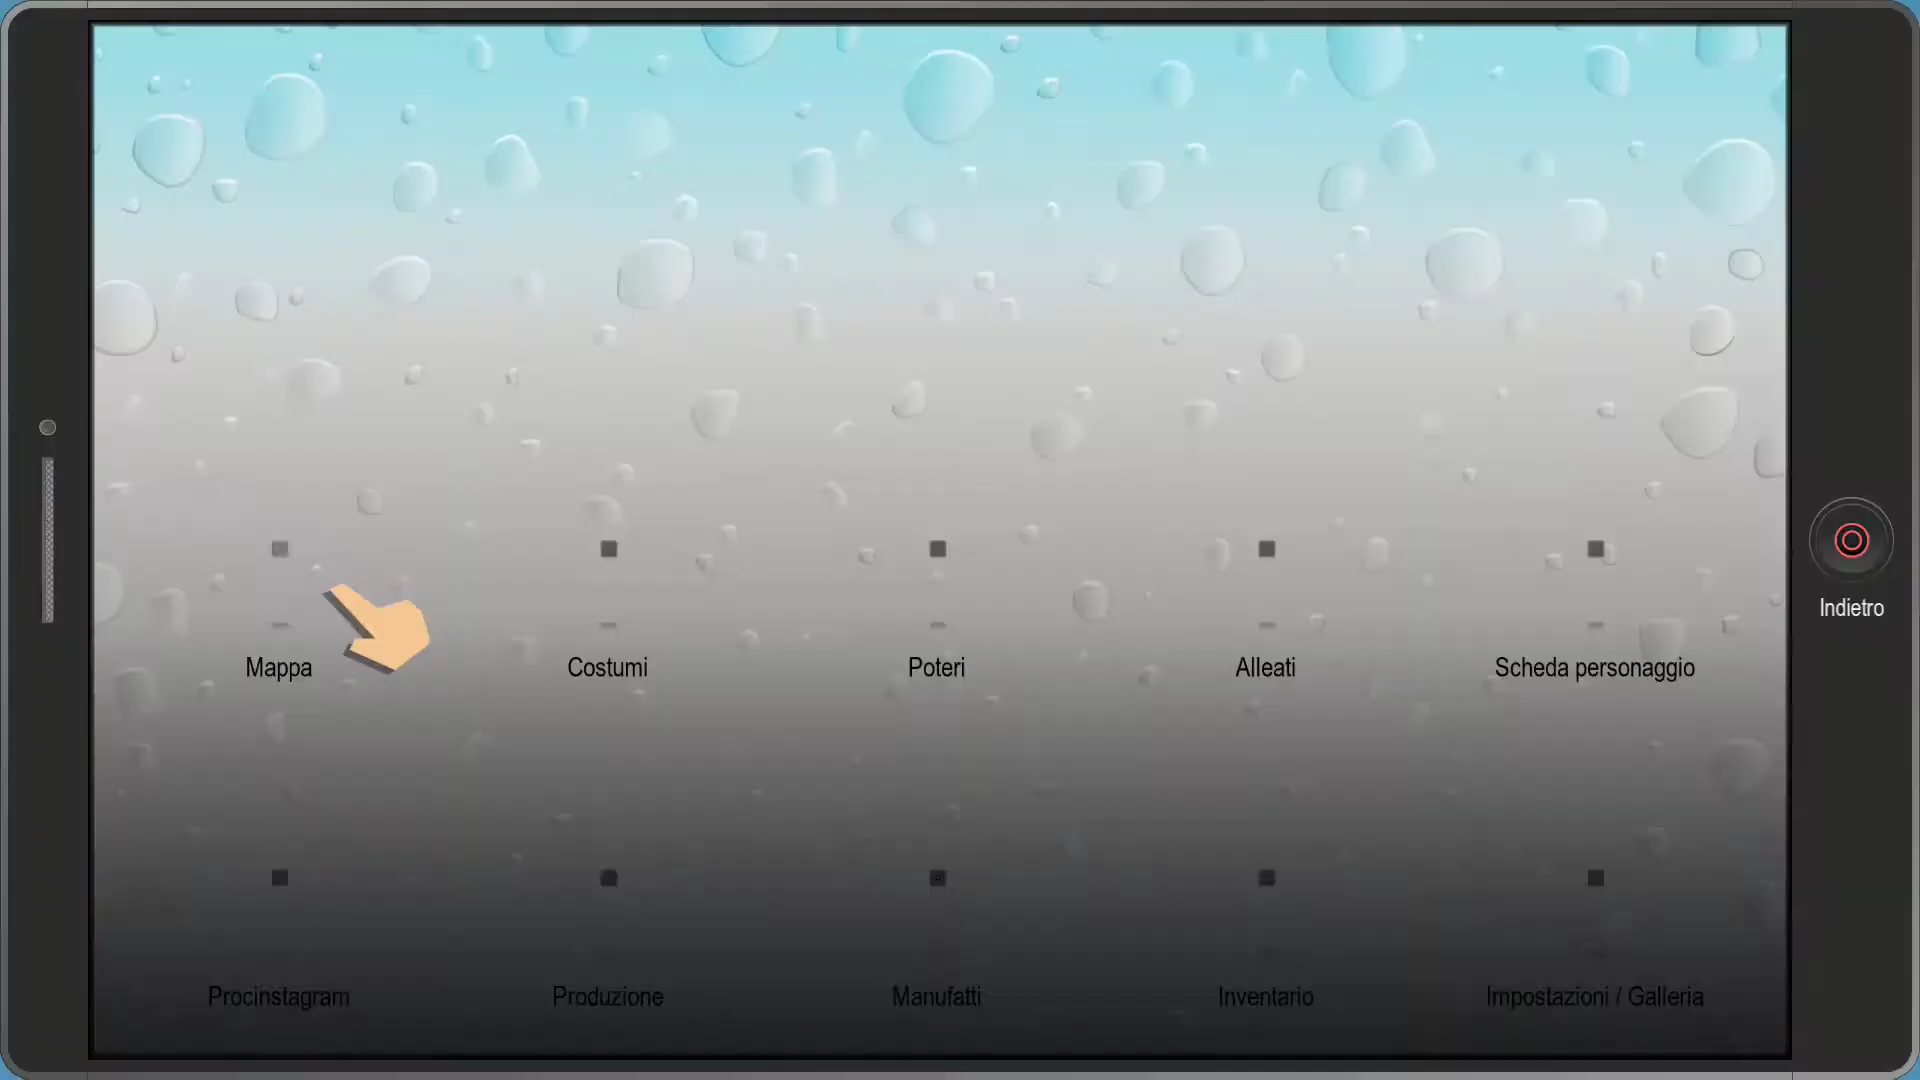 Mappa
Costumi
Poteri
Alleati
Scheda personaggio
Indietro
Procinstagram
Produzione
Manufatti
Inventario
Impostazioni / Galleria